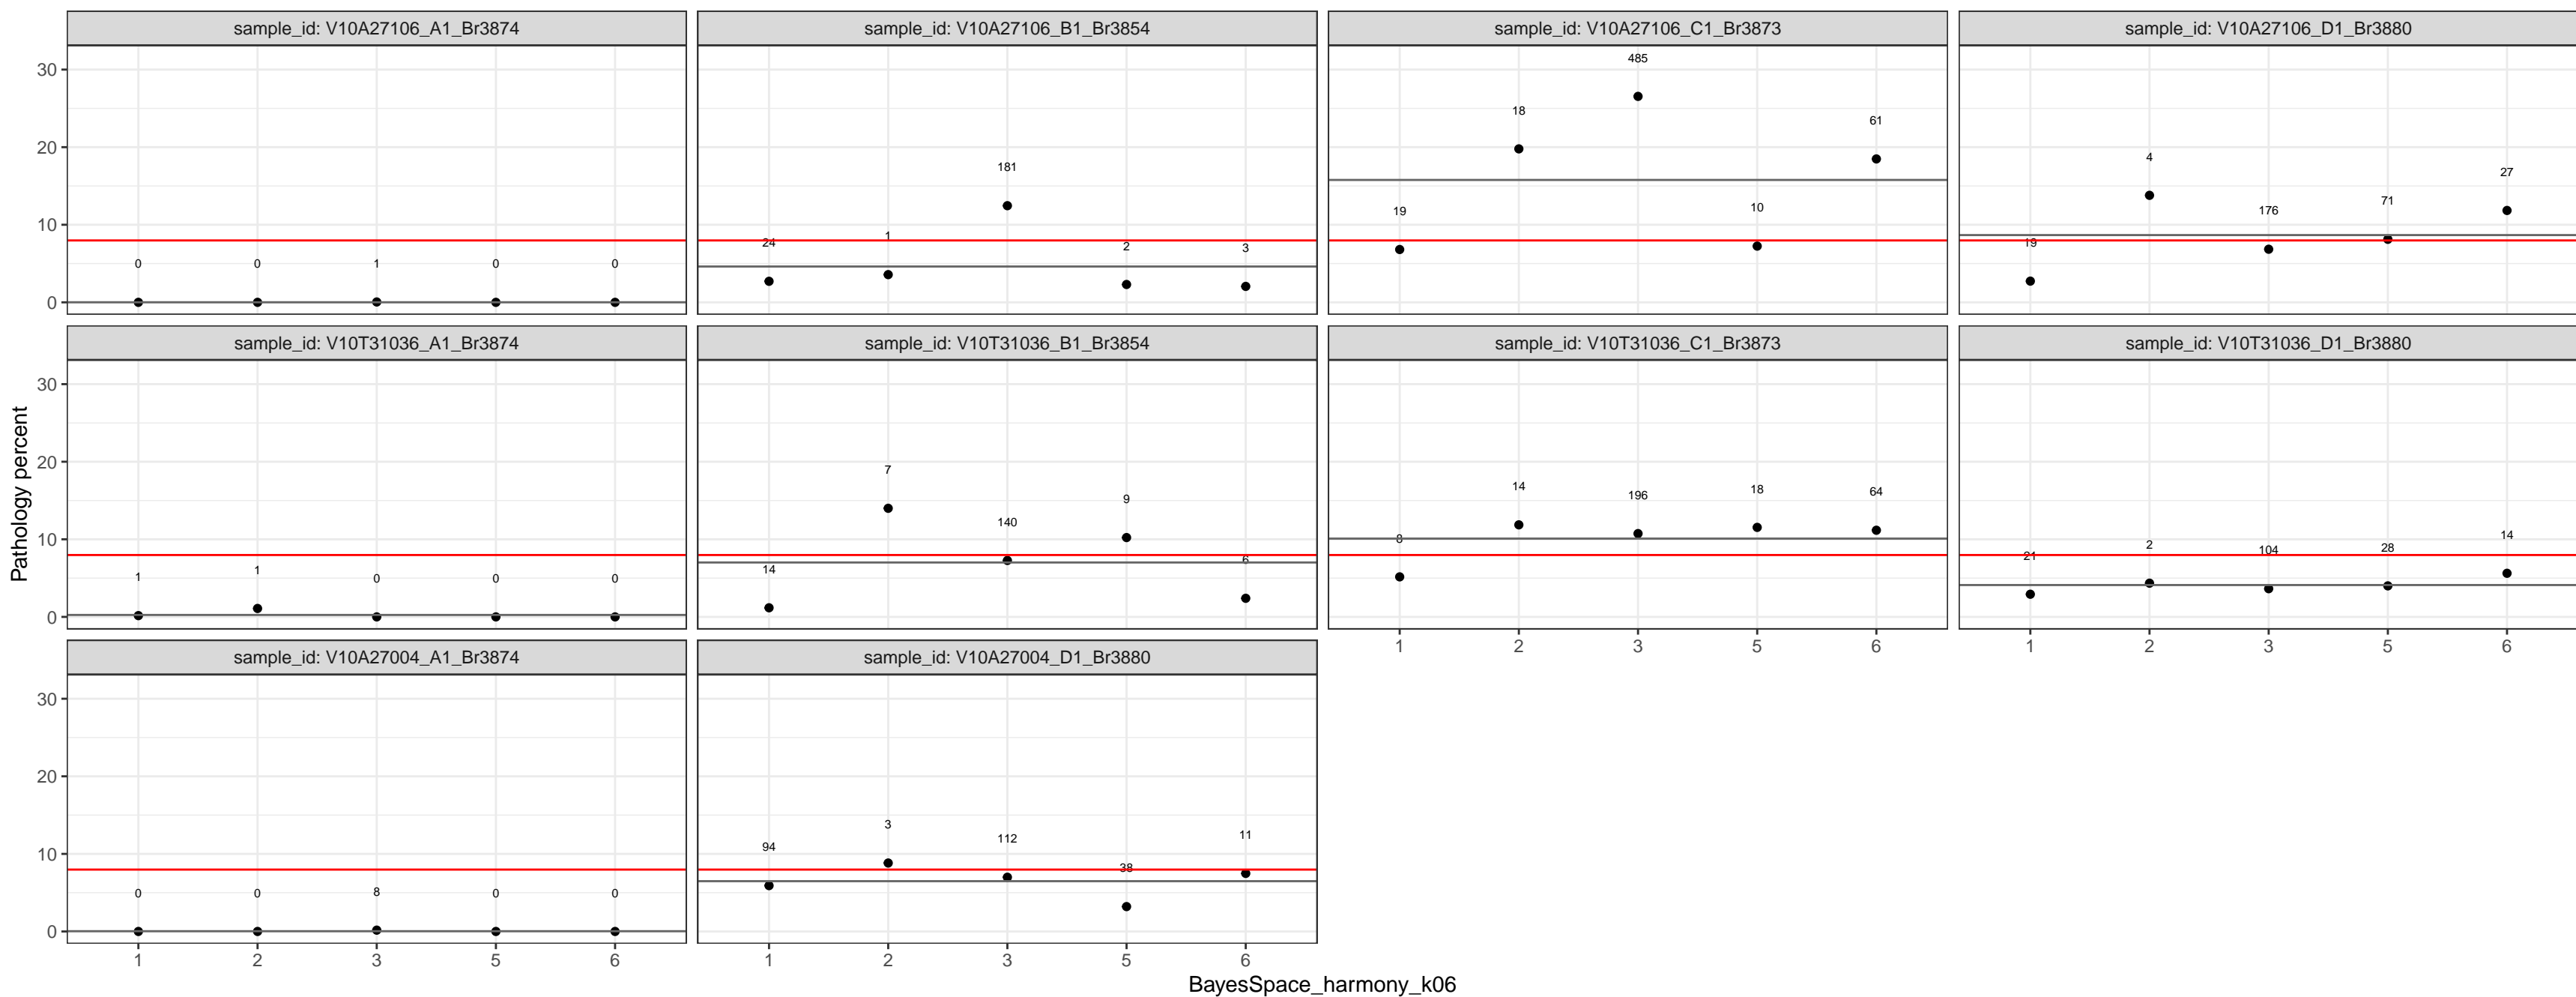 sample_id: V10A27106_A1_Br3874
sample_id: V10A27106_B1_Br3854
sample_id: V10A27106_C1_Br3873
sample_id: V10A27106_D1_Br3880
30
20
10
0
0 0 1 0 0
24 1 181 2 3
19 18 485 10 61
19 4 176 71 27
sample_id: V10T31036_A1_Br3874
sample_id: V10T31036_B1_Br3854
sample_id: V10T31036_C1_Br3873
sample_id: V10T31036_D1_Br3880
Pathology percent
30
20
10
0
1 1 0 0 0
14 7 140 9 6
8 14 196 18 64
21 2 104 28 14
1 2 3 5 6
1 2 3 5 6
sample_id: V10A27004_A1_Br3874
sample_id: V10A27004_D1_Br3880
30
20
10
0
0 0 8 0 0
94 3 112 38 11
1 2 3 5 6
1 2 3 5 6
BayesSpace_harmony_k06